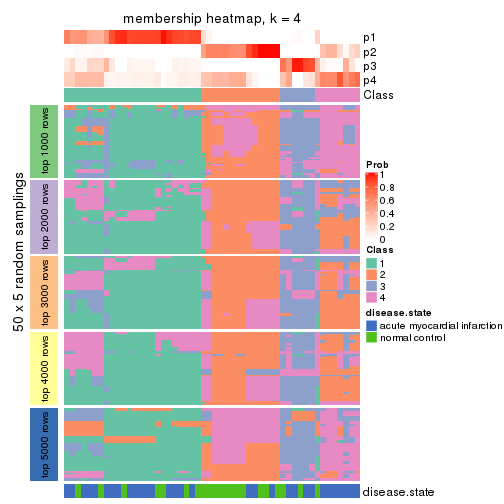 membership heatmap, k = 4
p1
p2
p3
p4
Class
50 x 5 random samplings
top 1000 rows
top 2000 rows
top 3000 rows
top 4000 rows
top 5000 rows
Prob
1
0.8
0.6
0.4
0.2
0
Class
1
2
3
4
disease.state
acute myocardial infarction
normal control
disease.state